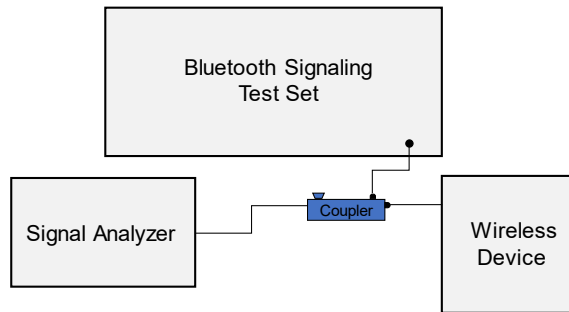 Bluetooth Signaling
Test Set
Coupler
Signal Analyzer
Wireless
Device